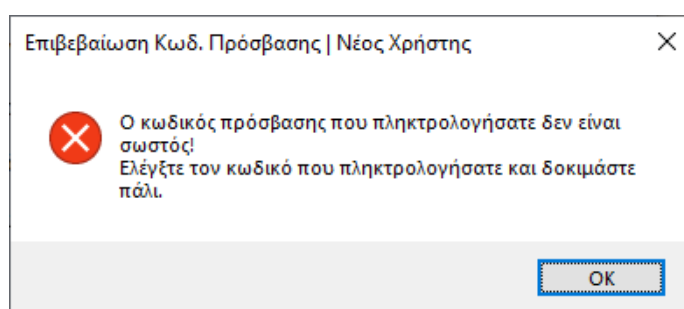 Επιβεβαίωση Κωδ. Πρόσβασης | Νέος Χρήστης
Ο κωδικός πρόσβασης που πληκτρολογήσατε δεν είναι
σωστός!
Ελέγξτε τον κωδικό που πληκτρολογήσατε και δοκιμάστε
πάλι.
OK